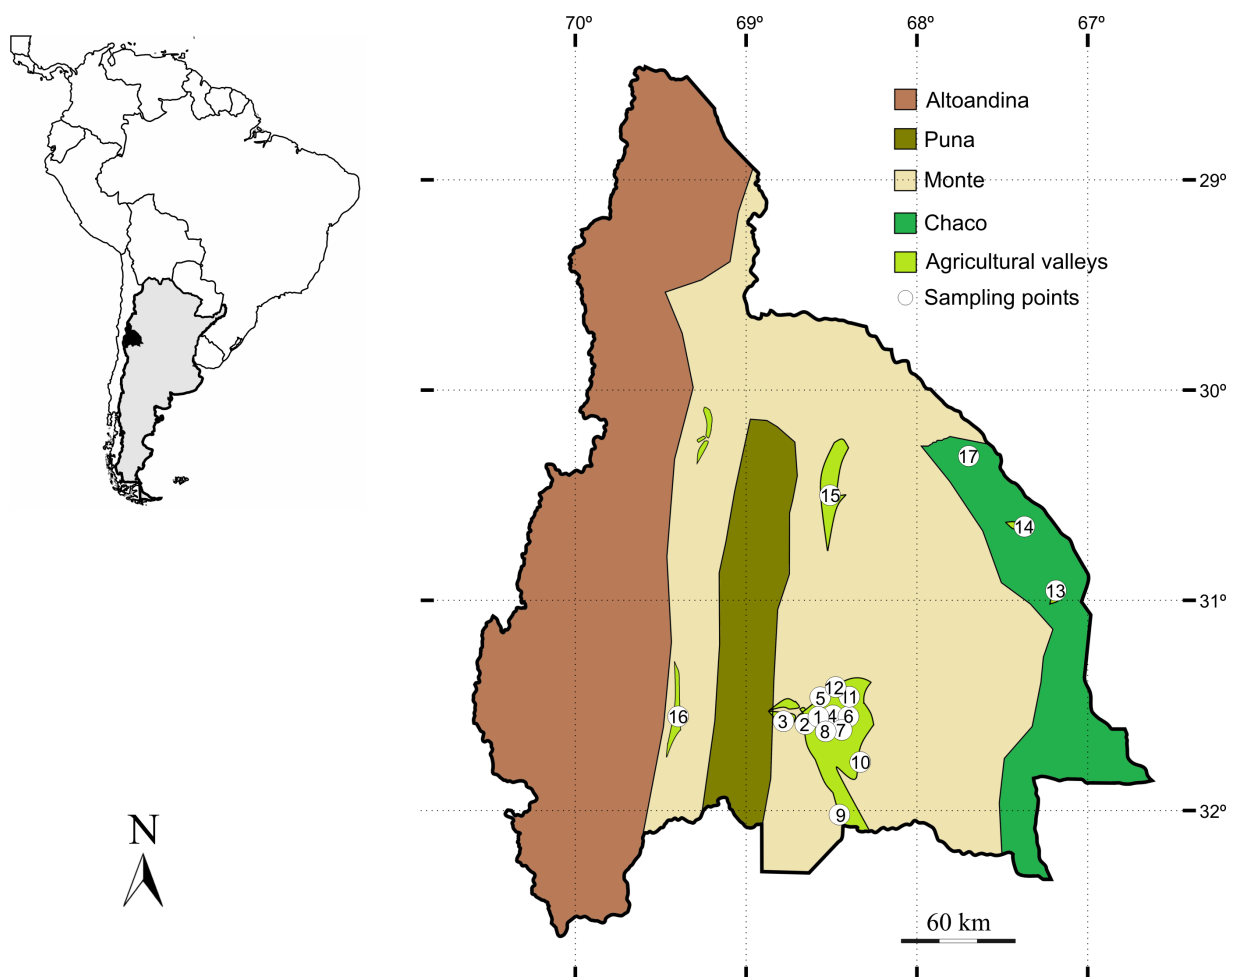 70º 69º 68º 67º
Altoandina
Puna
29º
Monte
Chaco
Agricultural valleys
Sampling points
30º
17
15
14
13
31º
12
5 11
16
3 2 1 4 6
8 7
10
32º
9
N
60 km